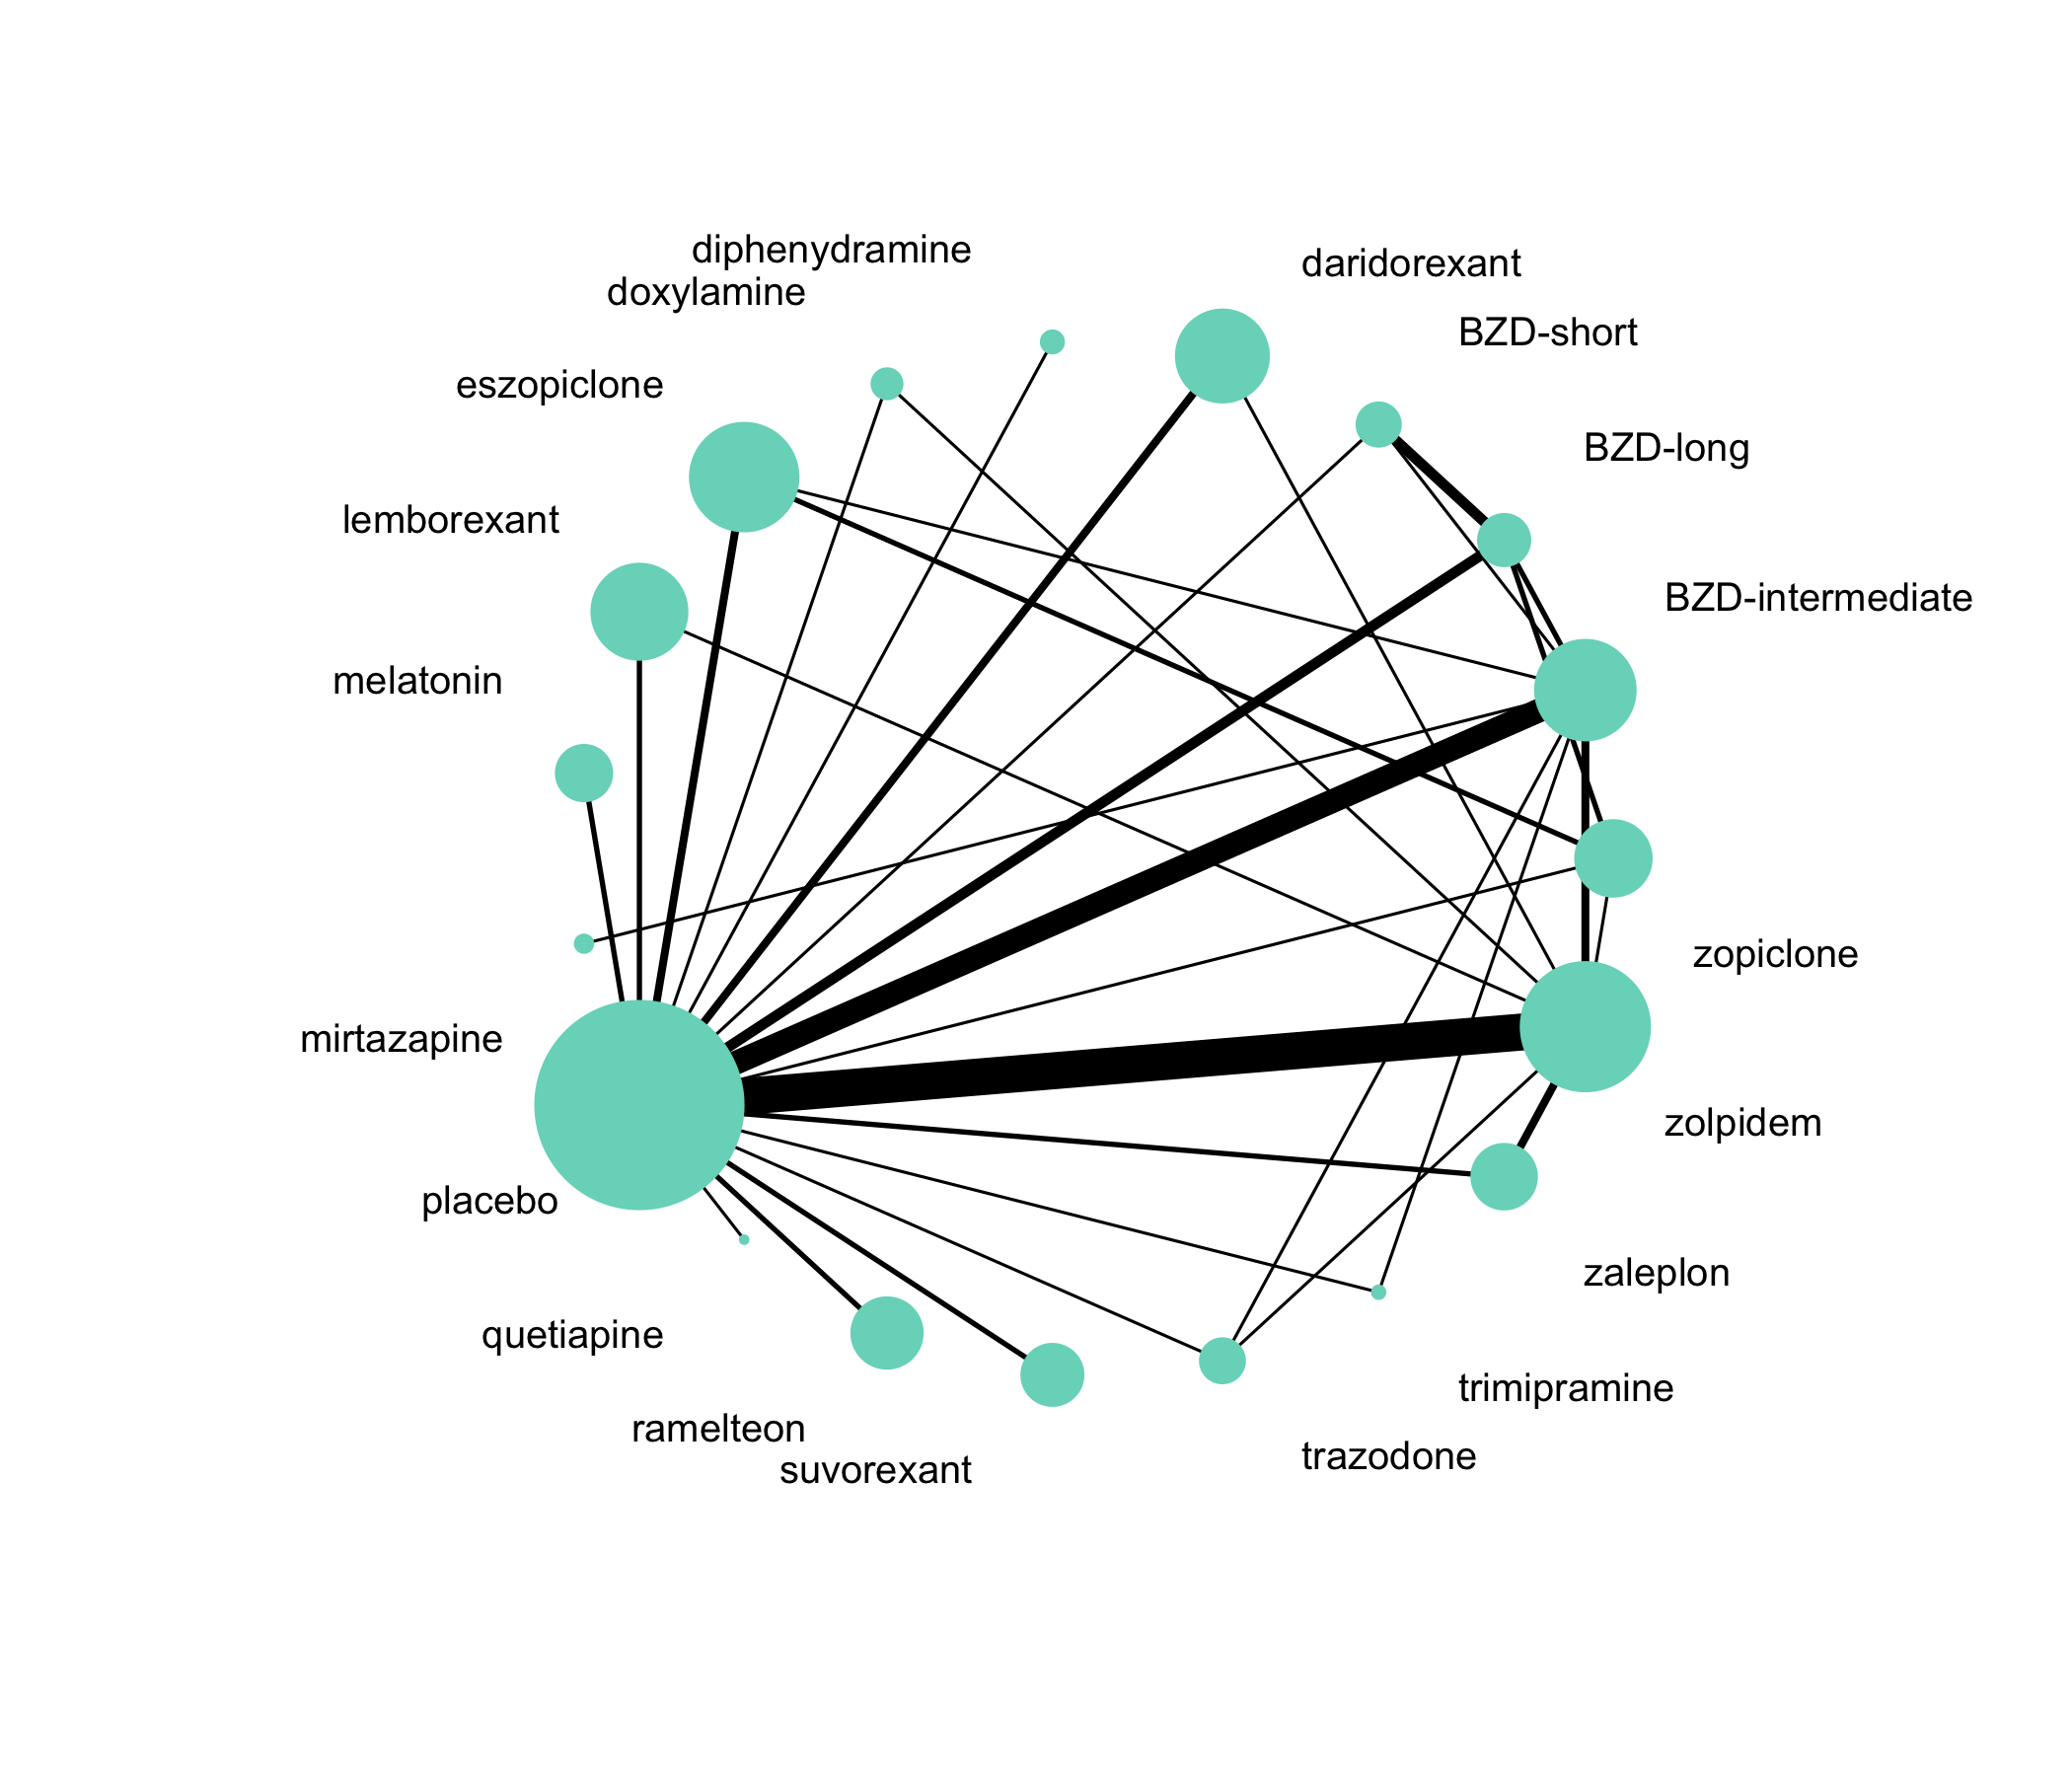 diphenydramine
daridorexant
doxylamine
BZD-short
eszopiclone
BZD-long
lemborexant
BZD-intermediate
melatonin
zopiclone
mirtazapine
zolpidem
placebo
zaleplon
quetiapine
trimipramine
ramelteon
trazodone
suvorexant